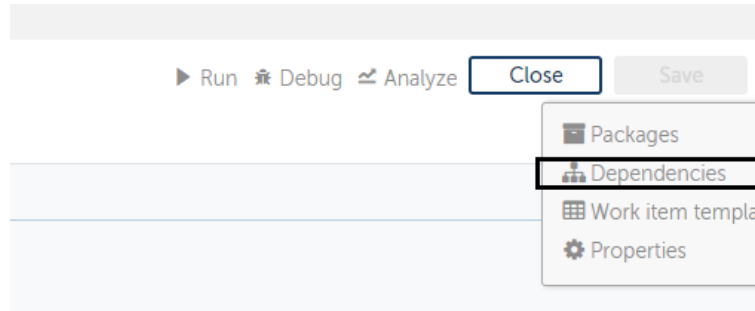 Run Debug Analyze Close Save
Packages
Dependencies
Work item templa
Properties